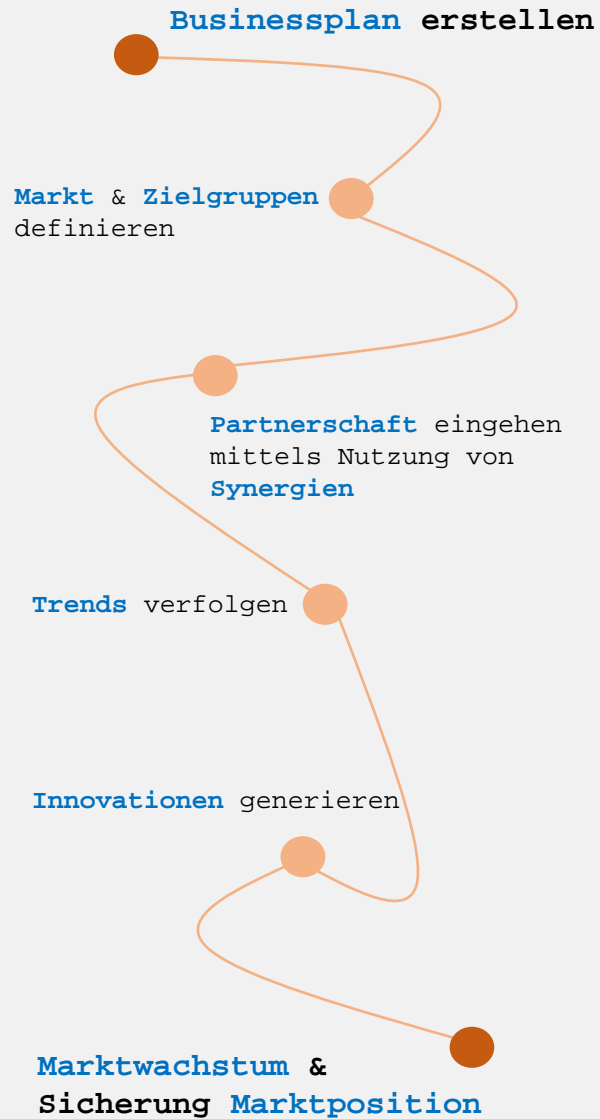 Businessplan erstellen
Markt & Zielgruppen
definieren
Partnerschaft eingehen
mittels Nutzung von
Synergien
Trends verfolgen
Innovationen generieren
Marktwachstum &
Sicherung Marktposition